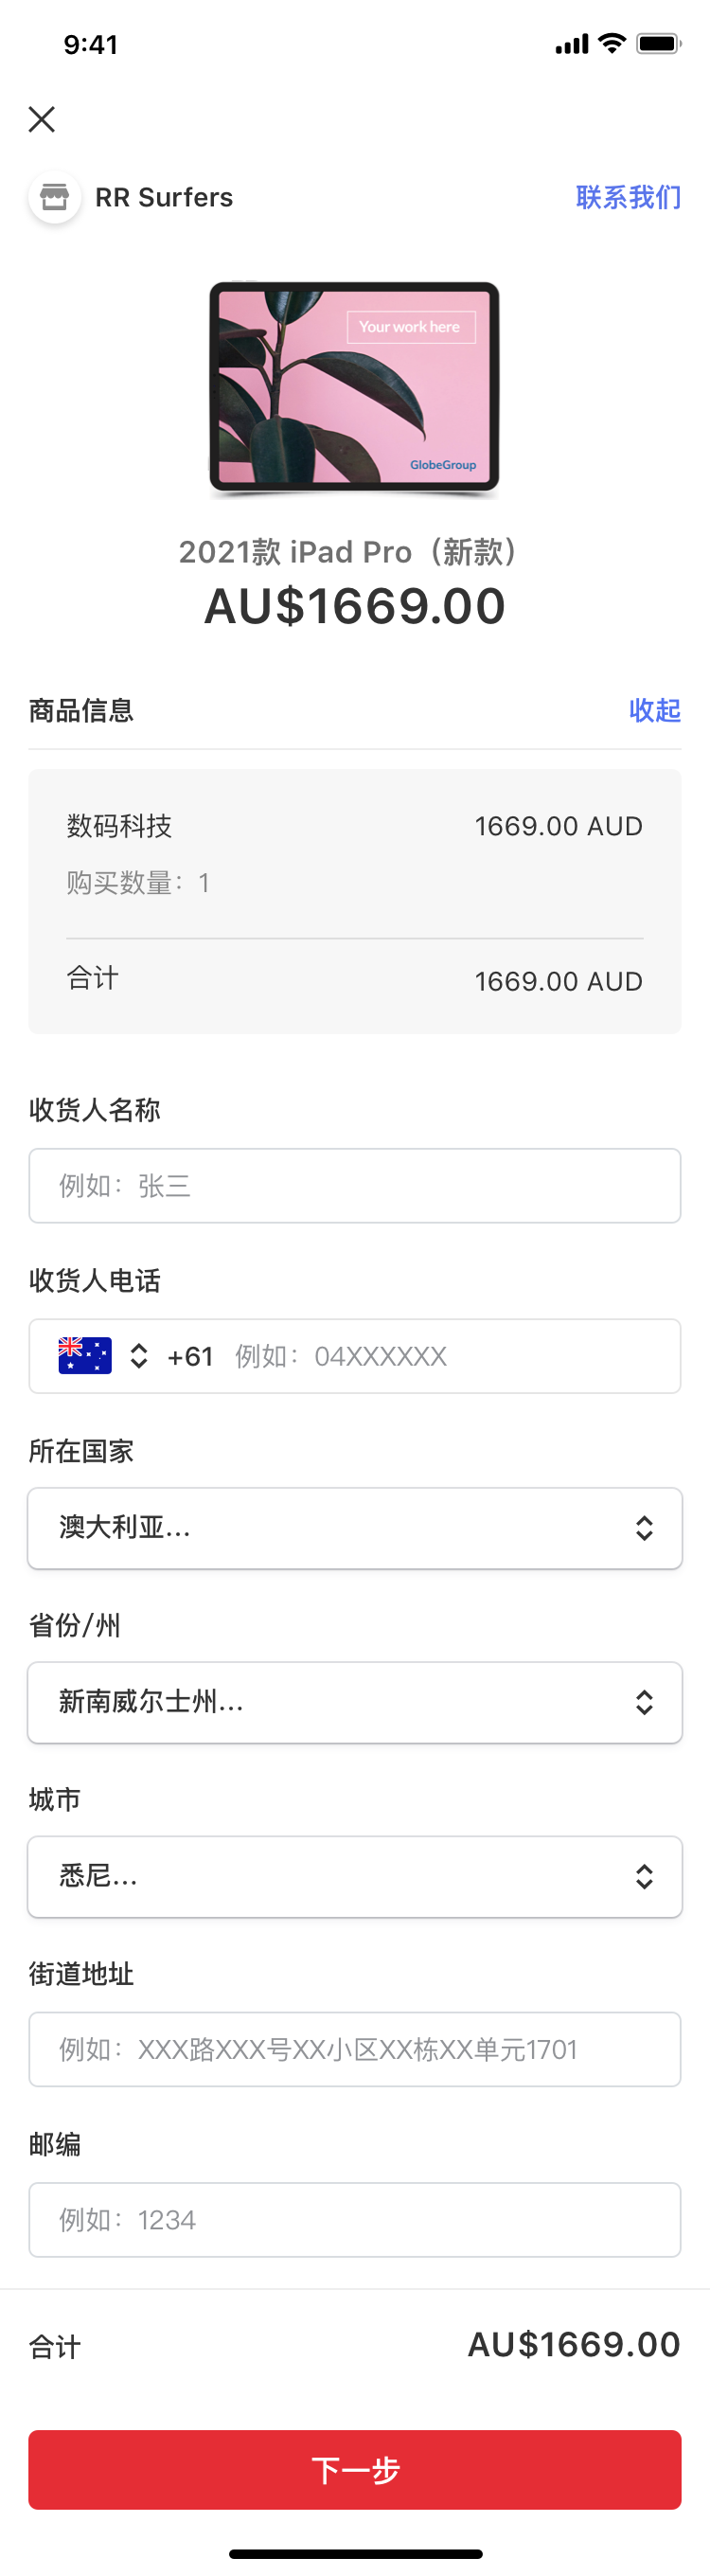 9:41
RR Surfers
联系我们
Your work here
GlobeGroup
2021款 iPad Pro（新款）
AU$1669.00
商品信息
收起
数码科技
1669.00 AUD
购买数量：1
合计
1669.00 AUD
收货人名称
例如：张三
收货人电话
+61 例如：04XXXXXX
所在国家
澳大利亚...
省份/州
新南威尔士州...
城市
悉尼...
街道地址
例如：XXX路XXX号XX小区XX栋XX单元1701
邮编
例如：1234
合计
AU$1669.00
下一步